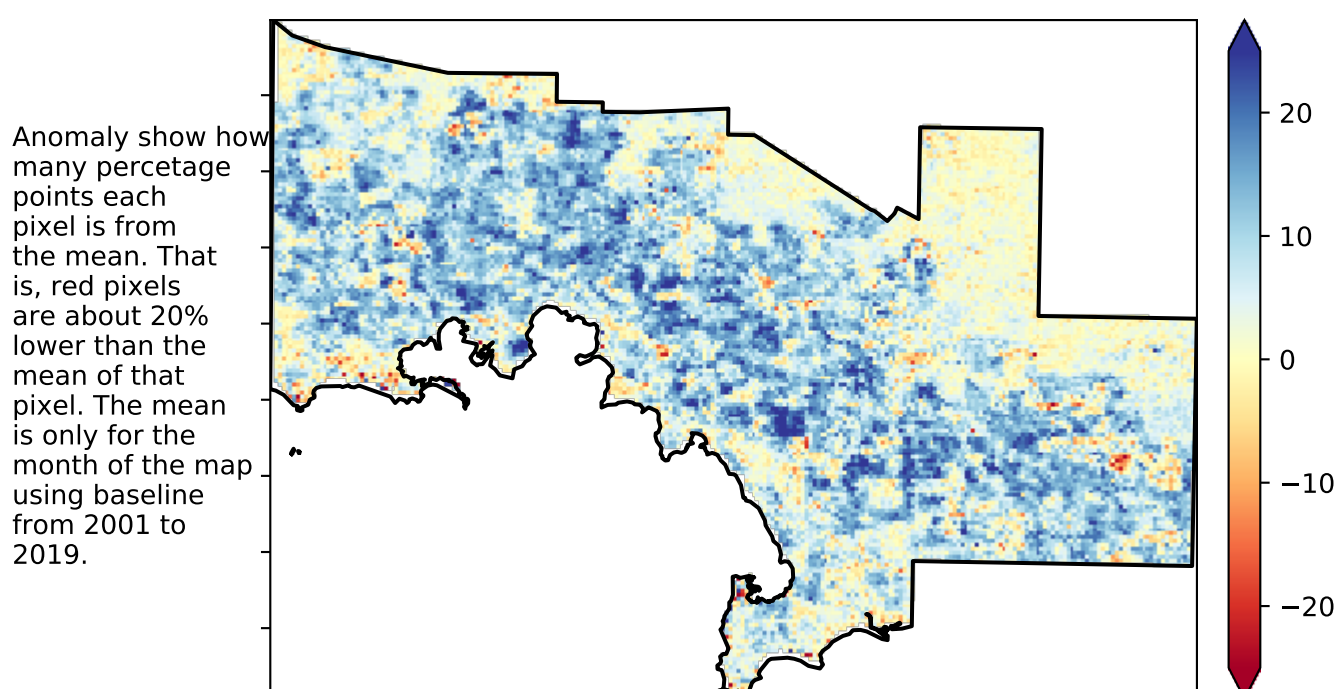 Anomaly show how
many percetage
points each
pixel is from
the mean. That
is, red pixels
are about 20%
lower than the
mean of that
pixel. The mean
is only for the
month of the map
using baseline
from 2001 to
2019.
20
10
0
−10
−20